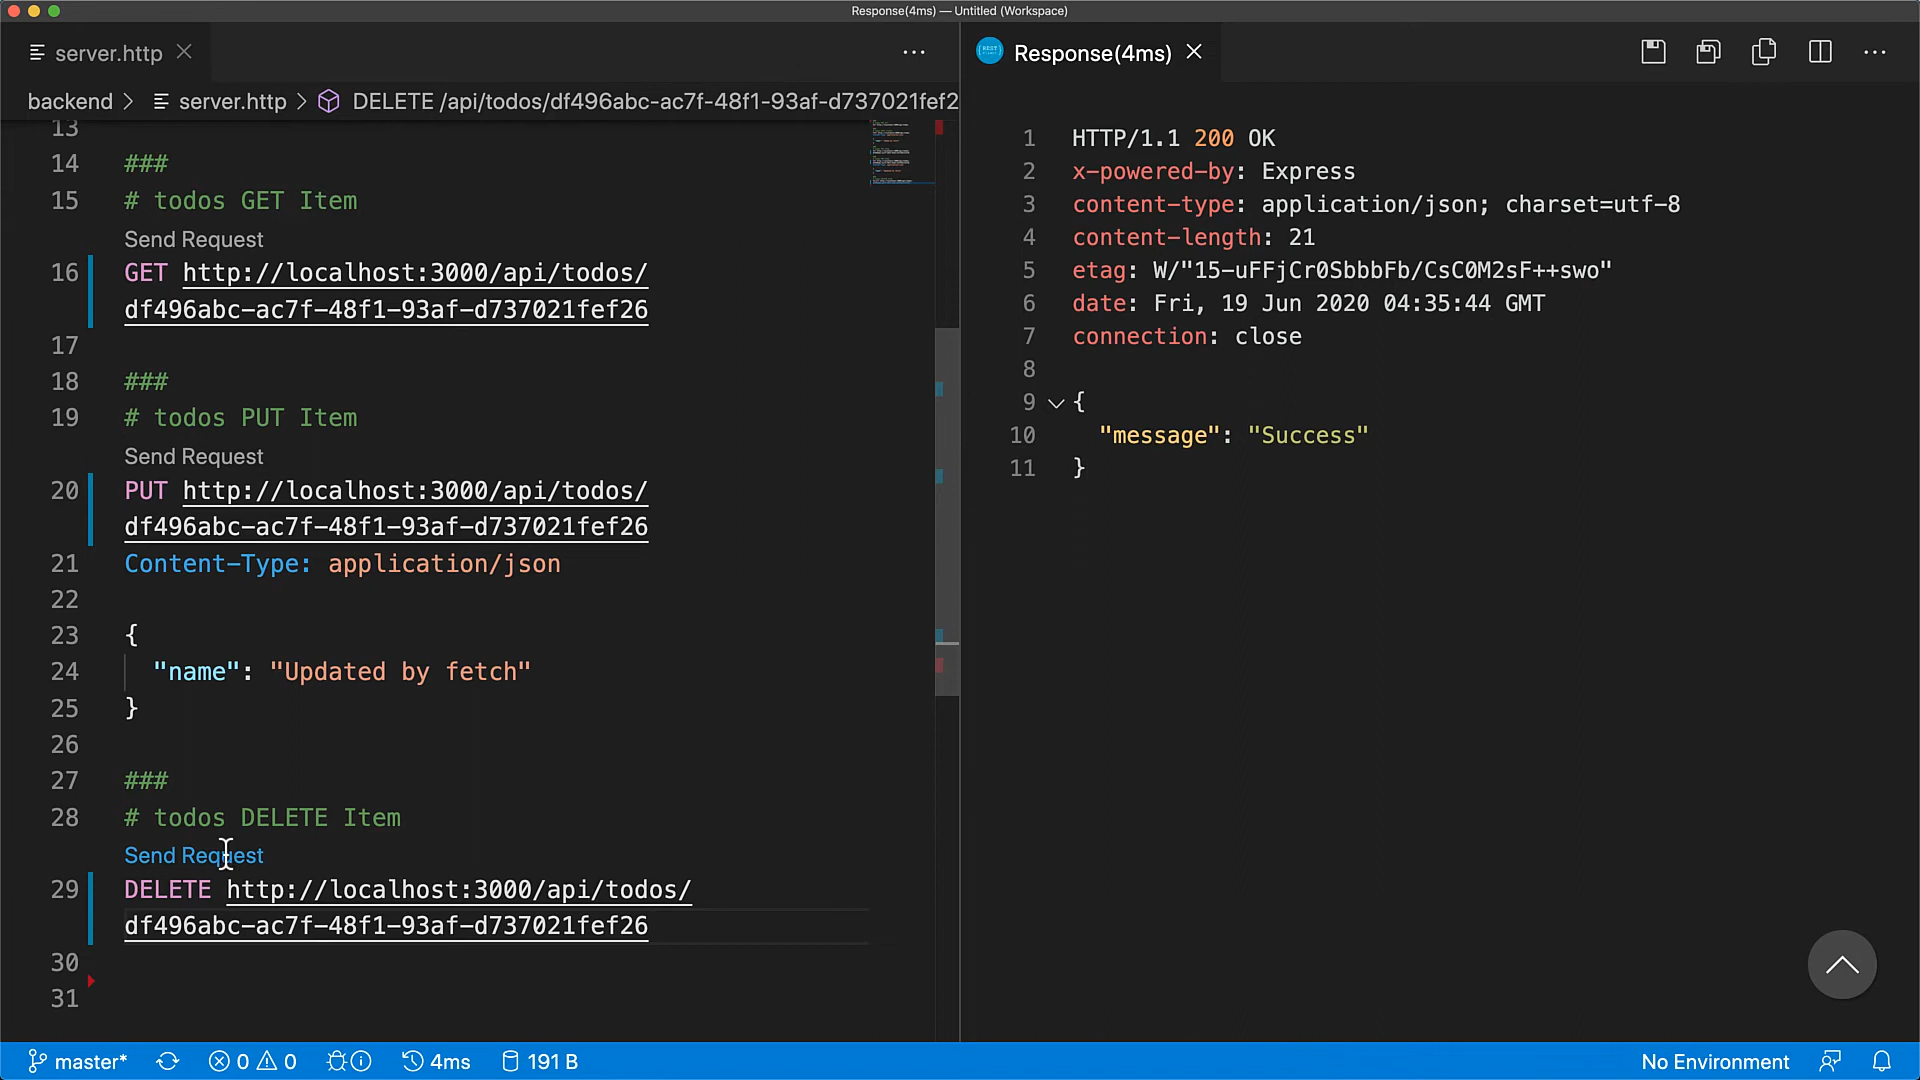 Response(4ms) — Untitled (Workspace)
server.http
backend > server.http > DELETE /api/todos/df496abc-ac7f-48f1-93af-d737021fef2
13
14 ###
15 # todos GET Item
Send Request
16 GET http://localhost:3000/api/todos/
df496abc-ac7f-48f1-93af-d737021fef26
17
18 ###
19 # todos PUT Item
Send Request
20 PUT http://localhost:3000/api/todos/
df496abc-ac7f-48f1-93af-d737021fef26
21 Content-Type: application/json
22
23 {
24 "name": "Updated by fetch"
25 }
26
27 ###
28 # todos DELETE Item
Send Request
29 DELETE http://localhost:3000/api/todos/
df496abc-ac7f-48f1-93af-d737021fef26
30
31
Response(4ms)
1 HTTP/1.1 200 OK
2 x-powered-by: Express
3 content-type: application/json; charset=utf-8
4 content-length: 21
5 etag: W/"15-uFFjCr0SbbbFb/CsC0M2sF++swo"
6 date: Fri, 19 Jun 2020 04:35:44 GMT
7 connection: close
8
9 {
10 "message": "Success"
11 }
master* 0 0 4ms 191 B No Environment